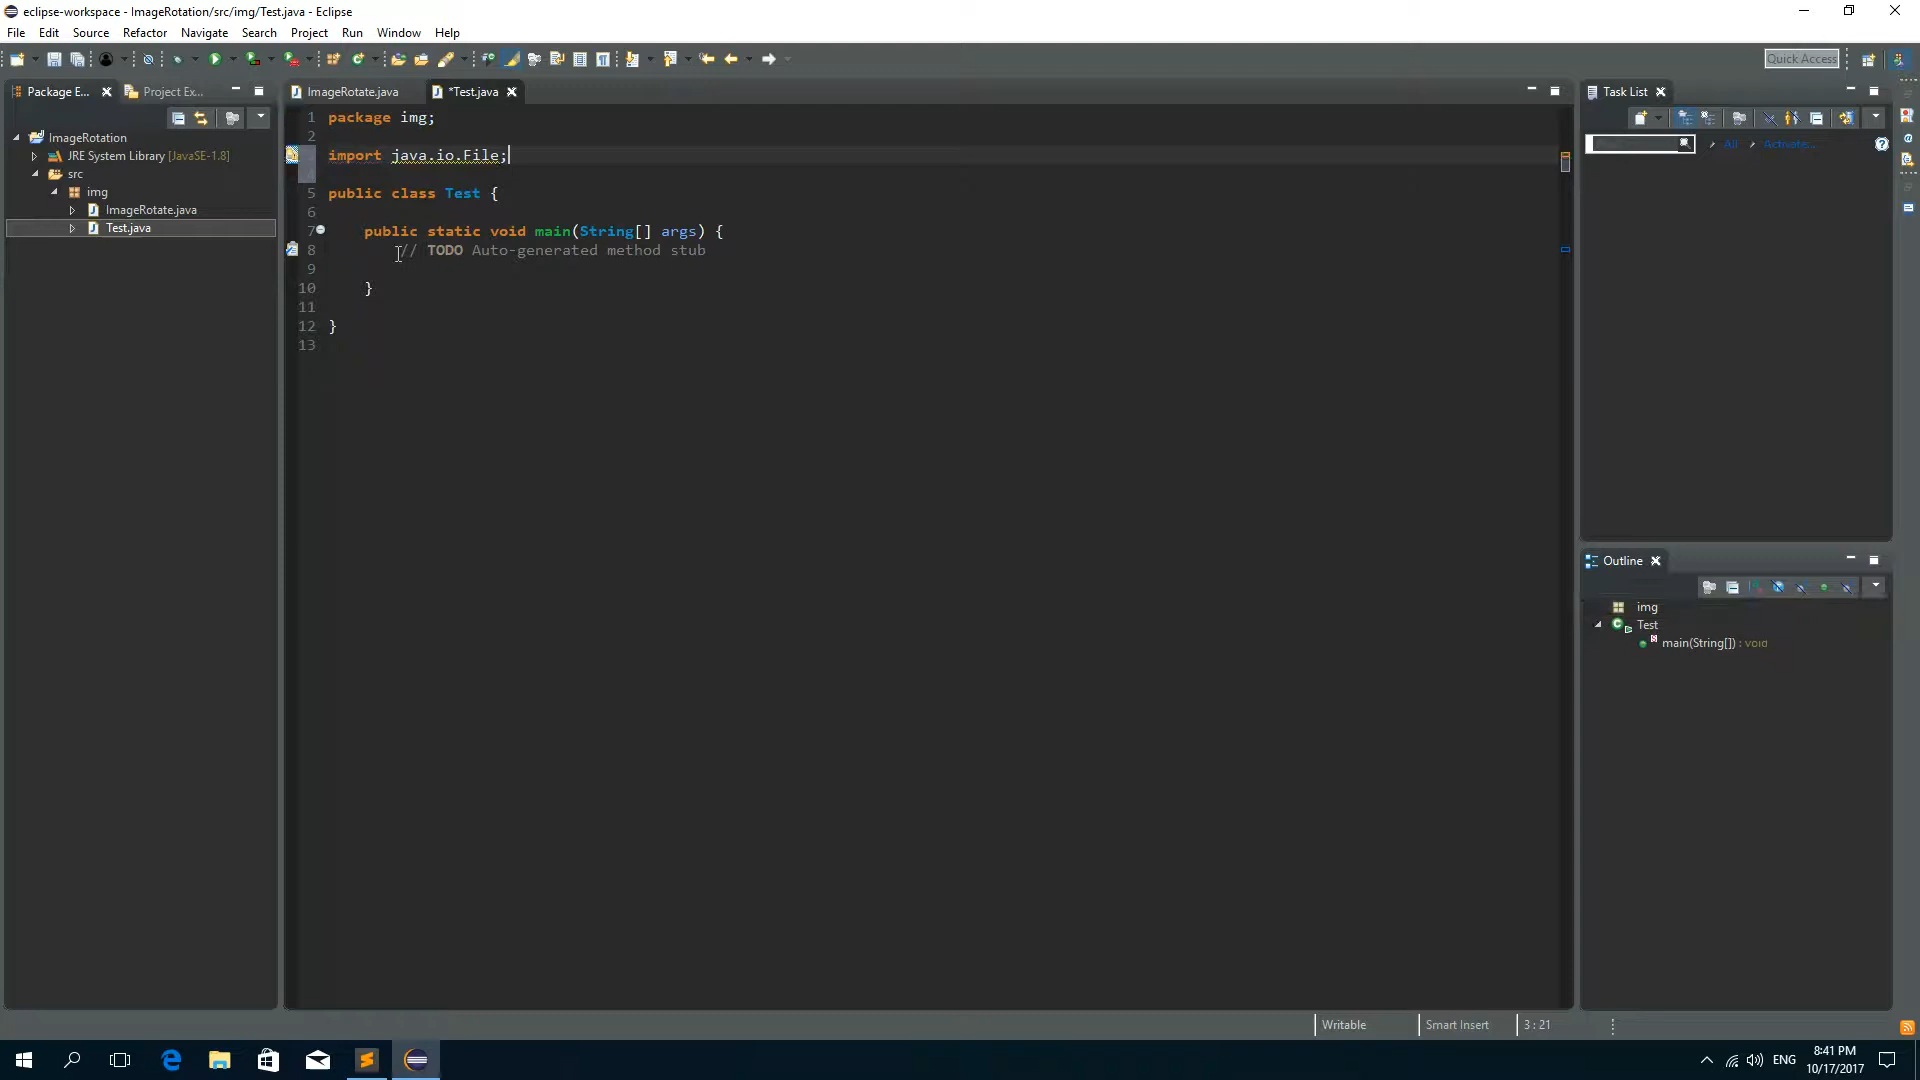 eclipse-workspace - ImageRotation/src/img/Test.java - Eclipse
File Edit Source Refactor Navigate Search Project Run Window Help
Quick Access
Package E... Project Ex...
ImageRotate.java *Test.java
Task List
ImageRotation
JRE System Library [JavaSE-1.8]
src
img
ImageRotate.java
Test.java
1 package img;
2
import java.io.File;
5 public class Test {
6
7 public static void main(String[] args) {
8 // TODO Auto-generated method stub
9
10 }
11
12 }
13
All Activate...
Outline
img
Test
main(String[]) : void
Writable Smart Insert 3 : 21
ENG 8:41 PM
10/17/2017